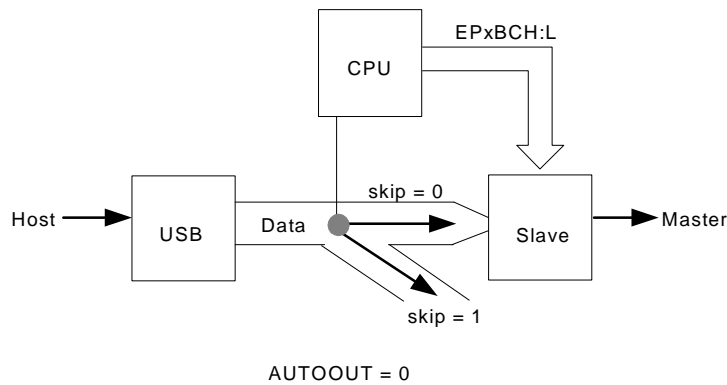 EPxBCH:L
CPU
skip = 0
Host
USB
Data
Slave
Master
skip = 1
AUTOOUT = 0